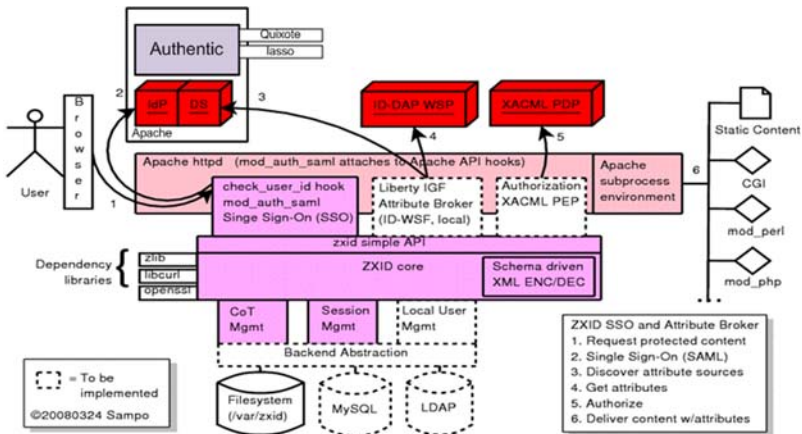 Authentic
Quixote
lasso
IdP
DS
Apache
ID-DAP WSP
XACML PDP
Static Content
CGI
mod_perl
mod_php
Browser
User
1
2
3
4
5
6
Apache httpd (mod_auth_saml attaches to Apache API hooks)
Apache
subprocess
environment
check_user_id hook
mod_auth_saml
Singe Sign-On (SSO)
Liberty IGF
Attribute Broker
(ID-WSF, local)
Authorization
XACML PEP
zxid simple API
ZXID core
Schema driven
XML ENC/DEC
Dependency
libraries
zlib
libcurl
openssl
CoT
Mgmt
Session
Mgmt
Local User
Mgmt
Backend Abstraction
Filesystem
(/var/zxid)
MySQL
LDAP
= To be
implemented
©20080324 Sampo
ZXID SSO and Attribute Broker
1. Request protected content
2. Single Sign-On (SAML)
3. Discover attribute sources
4. Get attributes
5. Authorize
6. Deliver content w/attributes